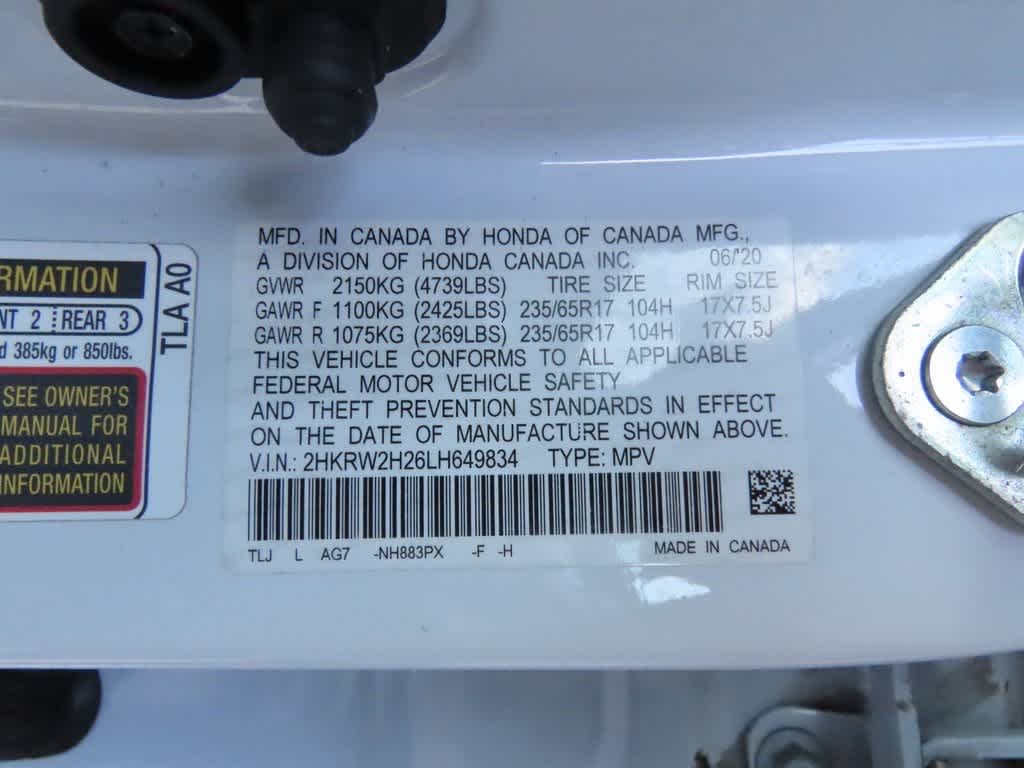 RMATION
NT 2 REAR 3
d 385kg or 850lbs.
SEE OWNER'S
MANUAL FOR
ADDITIONAL
INFORMATION
TLA A0
MFD. IN CANADA BY HONDA OF CANADA MFG.,
A DIVISION OF HONDA CANADA INC. 06/'20
GVWR 2150KG (4739LBS) TIRE SIZE RIM SIZE
GAWR F 1100KG (2425LBS) 235/65R17 104H 17X7.5J
GAWR R 1075KG (2369LBS) 235/65R17 104H 17X7.5J
THIS VEHICLE CONFORMS TO ALL APPLICABLE
FEDERAL MOTOR VEHICLE SAFETY
AND THEFT PREVENTION STANDARDS IN EFFECT
ON THE DATE OF MANUFACTURE SHOWN ABOVE.
V.I.N.: 2HKRW2H26LH649834 TYPE: MPV
TLJ L AG7 -NH883PX -F -H MADE IN CANADA